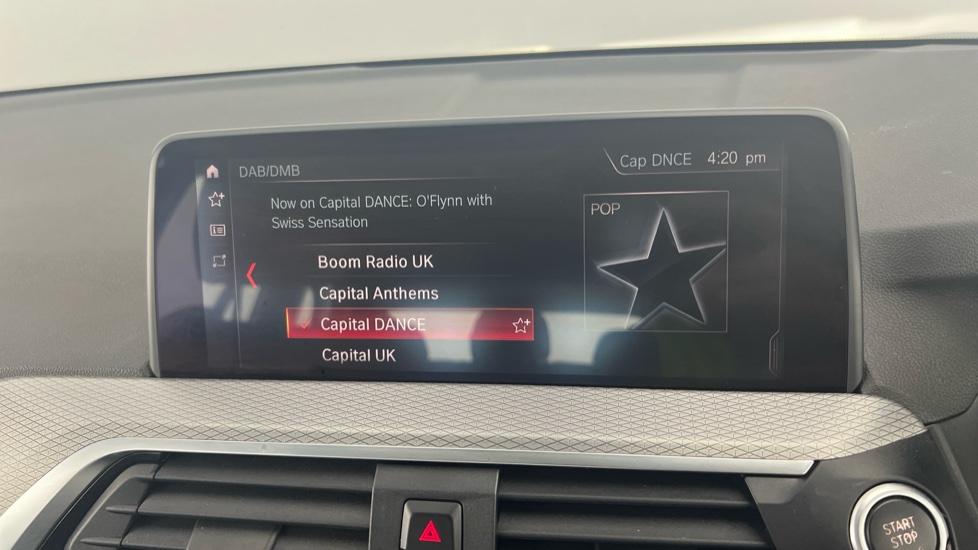 DAB/DMB
Cap DNCE 4:20 pm
Now on Capital DANCE: O'Flynn with
Swiss Sensation
POP
Boom Radio UK
Capital Anthems
Capital DANCE
Capital UK
START
STOP